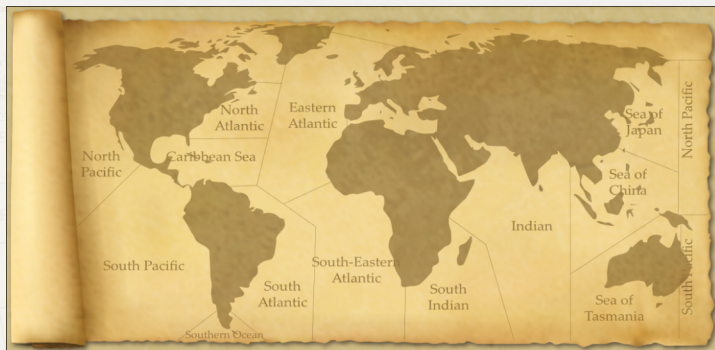 North
Atlantic
Eastern
Atlantic
Sea of
Japan
North Pacific
North
Pacific
Caribbean Sea
Sea of
China
Indian
South Pacific
South
Atlantic
South-Eastern
Atlantic
South
Indian
South Pacific
Sea of
Tasmania
Southern Ocean